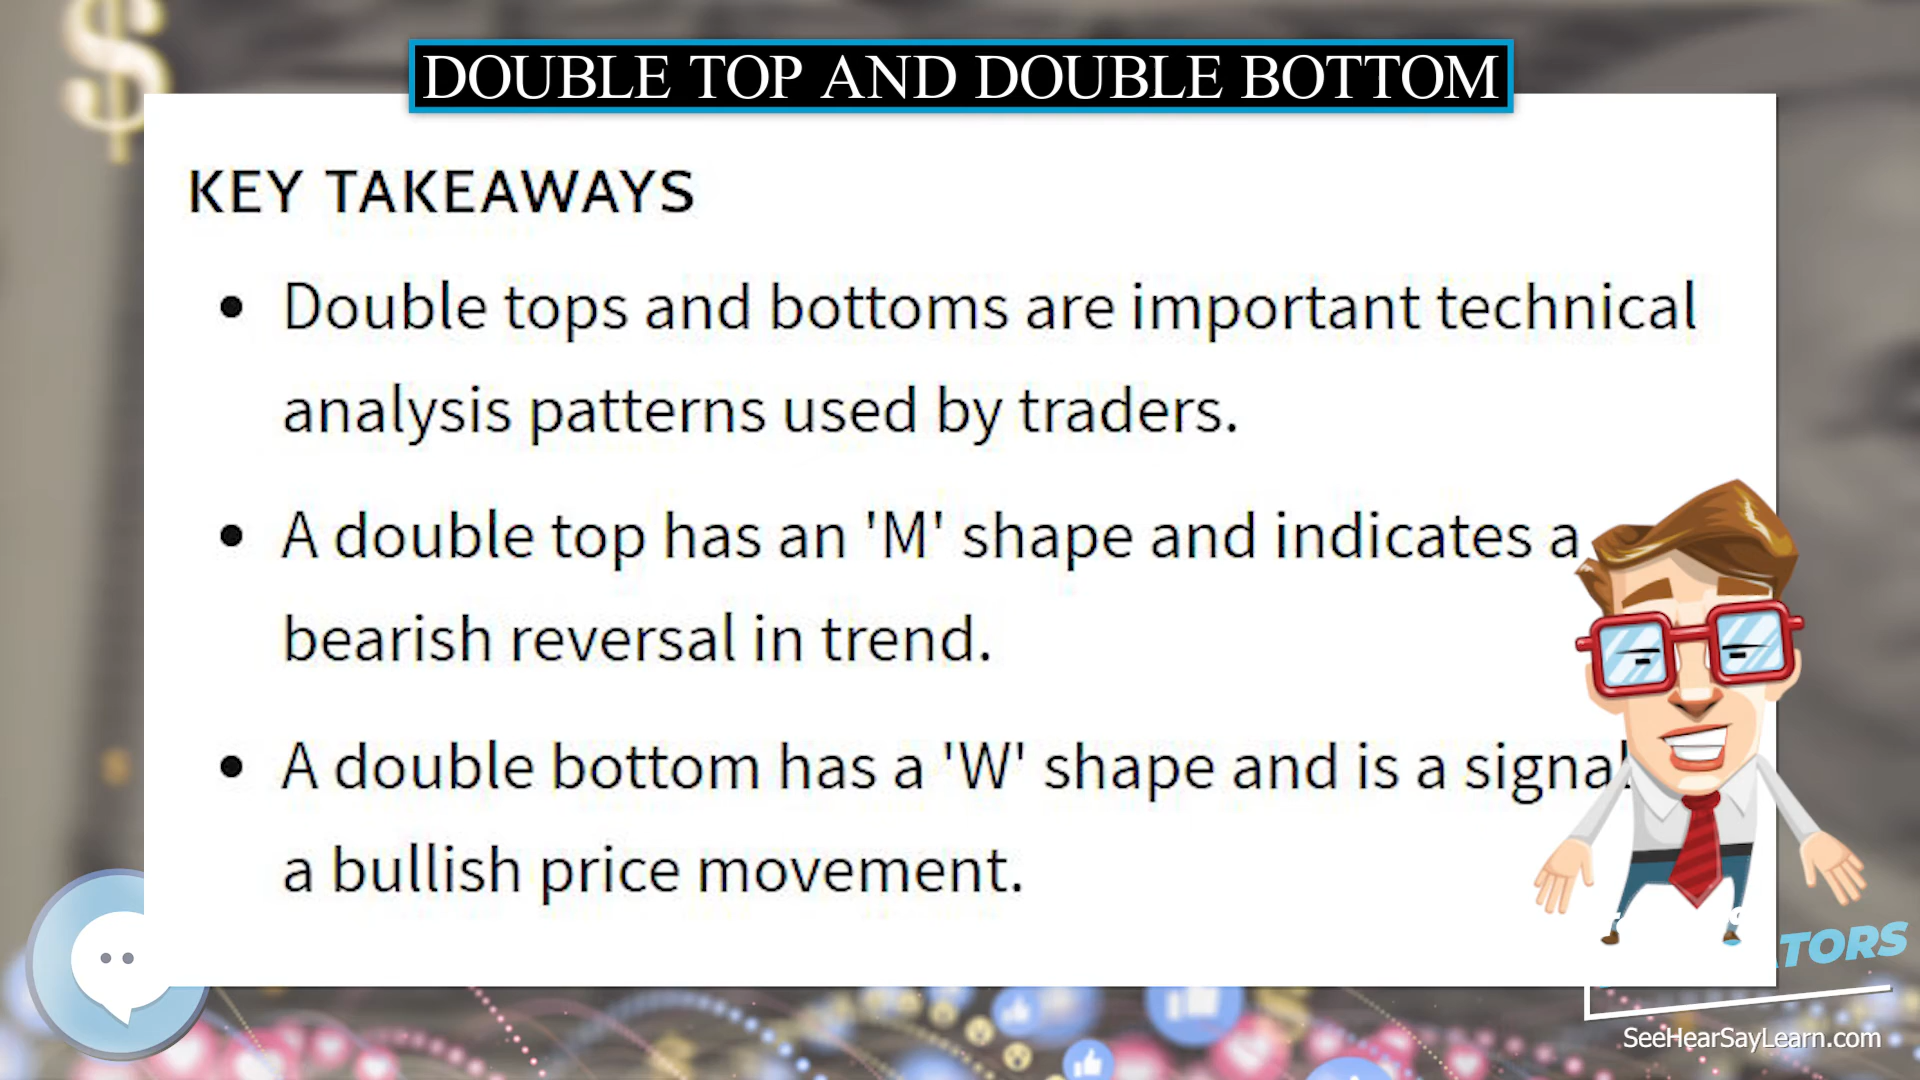 DOUBLE TOP AND DOUBLE BOTTOM
KEY TAKEAWAYS
• Double tops and bottoms are important technical
analysis patterns used by traders.
• A double top has an 'M' shape and indicates a
bearish reversal in trend.
• A double bottom has a 'W' shape and is a signal
a bullish price movement.
TORS
SeeHearSayLearn.com
$